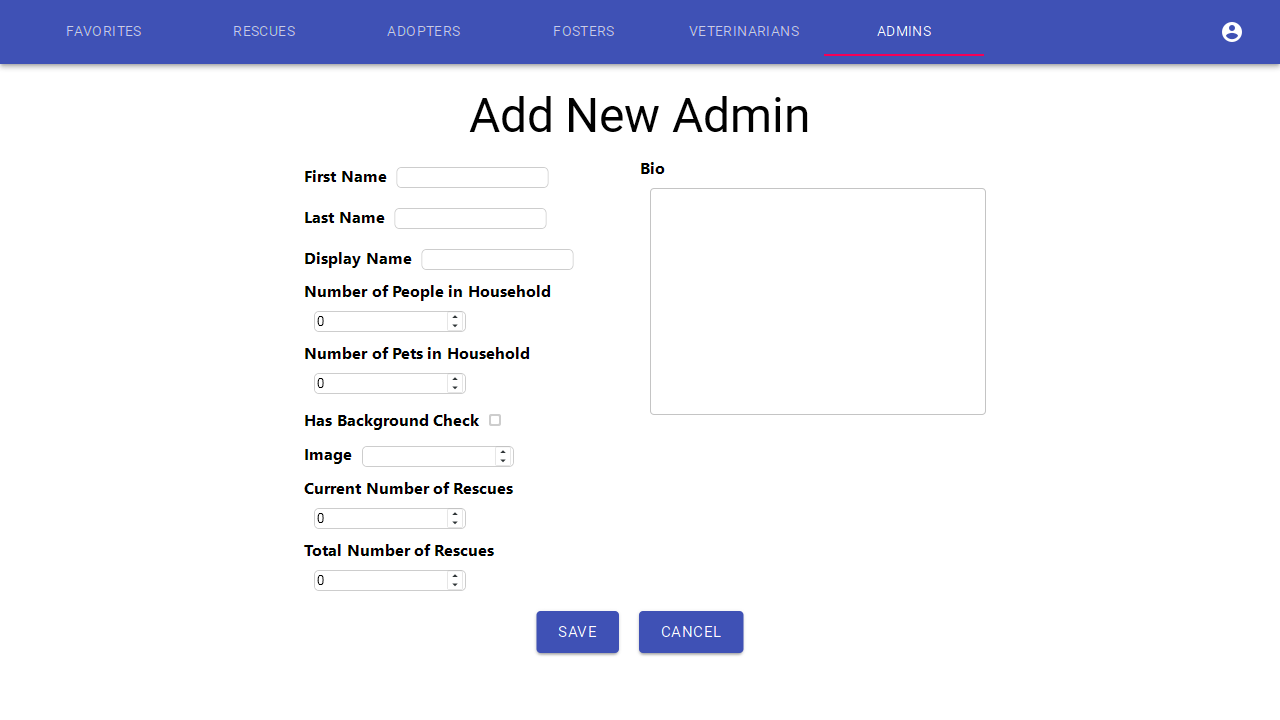 FAVORITES RESCUES ADOPTERS FOSTERS VETERINARIANS ADMINS
Add New Admin
First Name
Last Name
Display Name
Number of People in Household
0
Number of Pets in Household
0
Has Background Check
Image
Current Number of Rescues
0
Total Number of Rescues
0
Bio
SAVE CANCEL